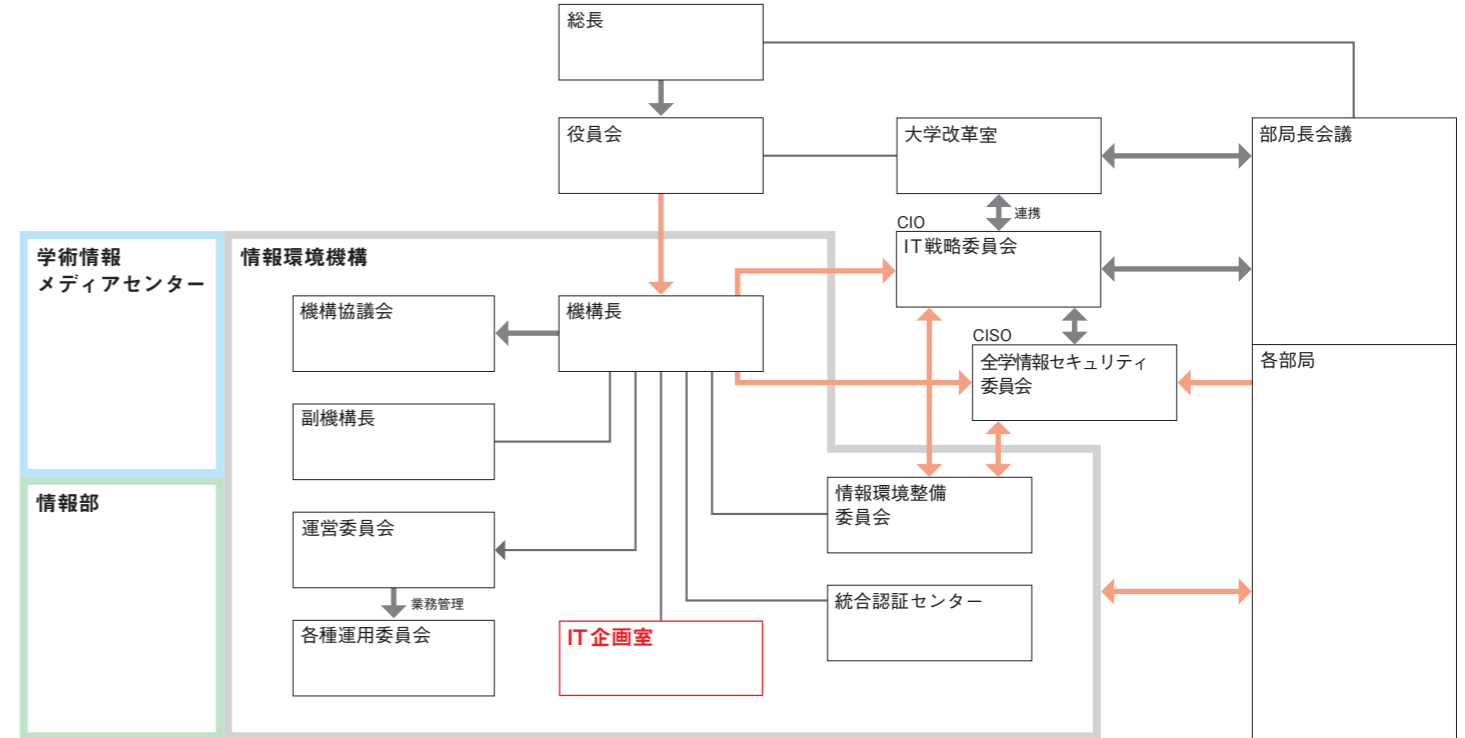 総長
役員会
大学改革室
部局長会議
連携
CIO
IT戦略委員会
学術情報
メディアセンター
情報環境機構
機構協議会
機構長
CISO
全学情報セキュリティ
委員会
各部局
副機構長
情報部
運営委員会
情報環境整備
委員会
業務管理
各種運用委員会
IT企画室
統合認証センター